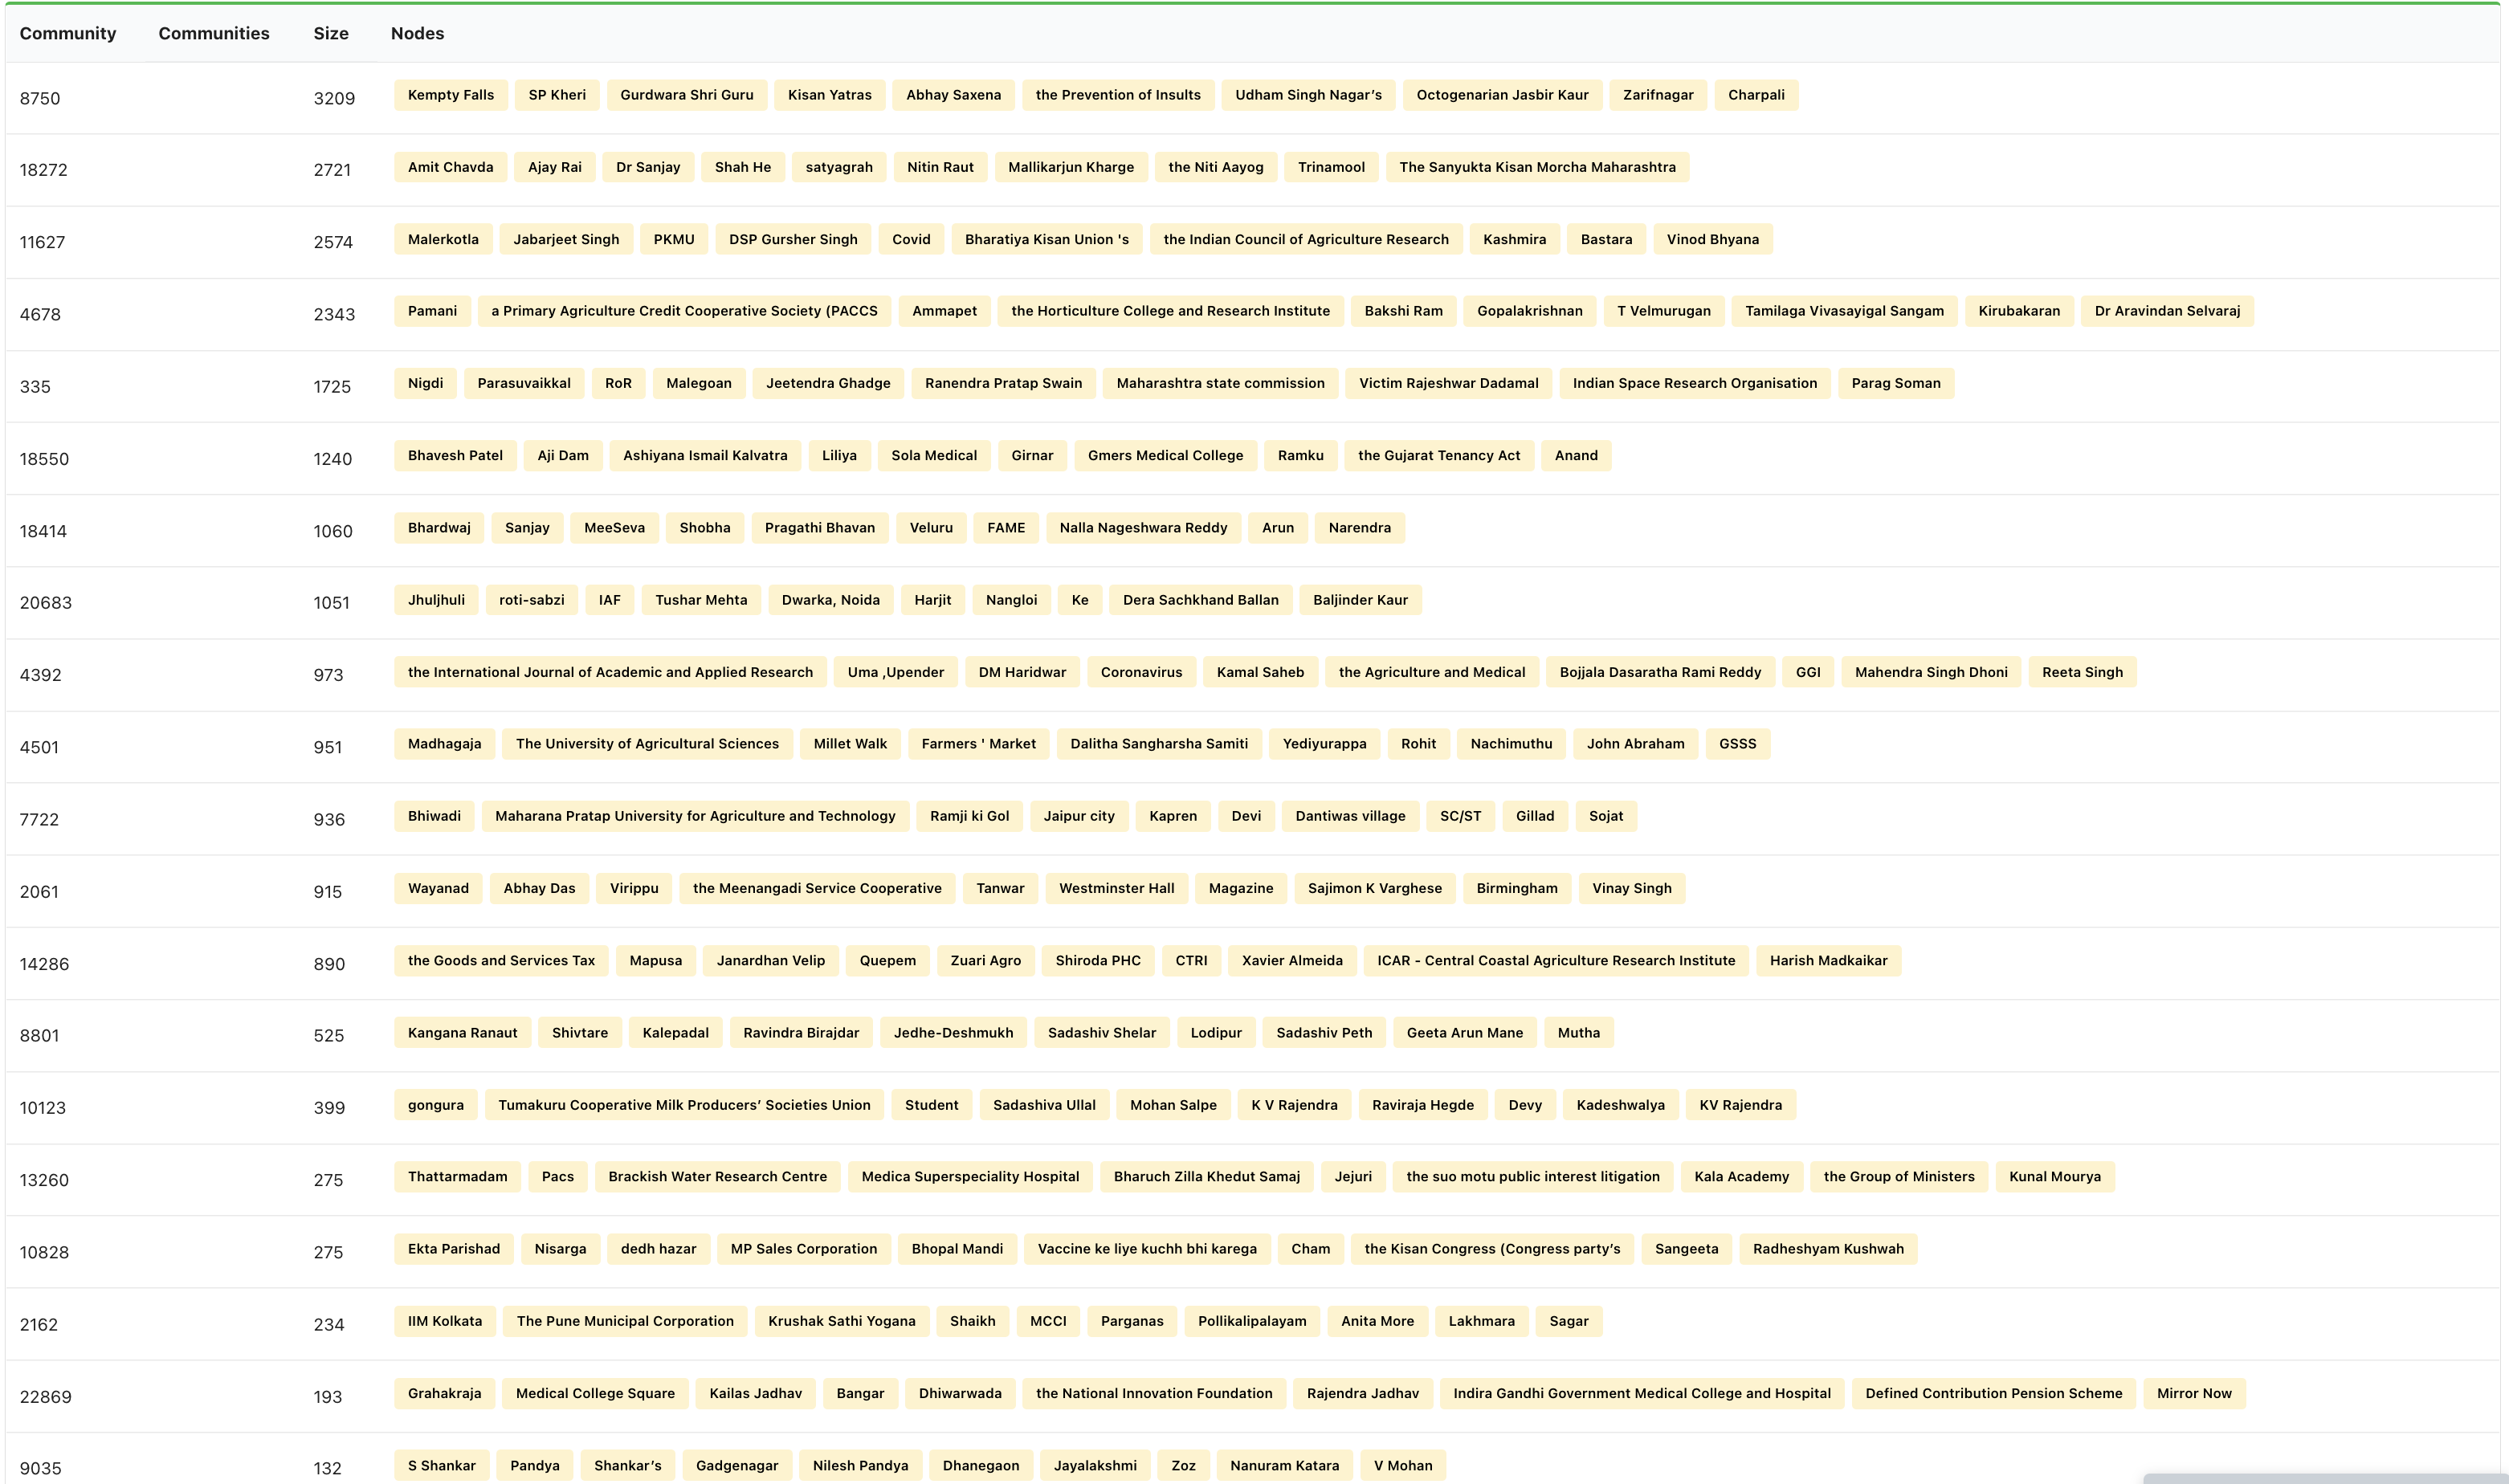 Community Communities Size Nodes
8750 3209 Kempty Falls SP Kheri Gurdwara Shri Guru Kisan Yatras Abhay Saxena the Prevention of Insults Udham Singh Nagar’s Octogenarian Jasbir Kaur Zarifnagar Charpali
18272 2721 Amit Chavda Ajay Rai Dr Sanjay Shah He satyagrah Nitin Raut Mallikarjun Kharge the Niti Aayog Trinamool The Sanyukta Kisan Morcha Maharashtra
11627 2574 Malerkotla Jabarjeet Singh PKMU DSP Gursher Singh Covid Bharatiya Kisan Union 's the Indian Council of Agriculture Research Kashmira Bastara Vinod Bhyana
4678 2343 Pamani a Primary Agriculture Credit Cooperative Society (PACCS Ammapet the Horticulture College and Research Institute Bakshi Ram Gopalakrishnan T Velmurugan Tamilaga Vivasayigal Sangam Kirubakaran Dr Aravindan Selvaraj
335 1725 Nigdi Parasuvaikkal RoR Malegoan Jeetendra Ghadge Ranendra Pratap Swain Maharashtra state commission Victim Rajeshwar Dadamal Indian Space Research Organisation Parag Soman
18550 1240 Bhavesh Patel Aji Dam Ashiyana Ismail Kalvatra Liliya Sola Medical Girnar Gmers Medical College Ramku the Gujarat Tenancy Act Anand
18414 1060 Bhardwaj Sanjay MeeSeva Shobha Pragathi Bhavan Veluru FAME Nalla Nageshwara Reddy Arun Narendra
20683 1051 Jhuljhuli roti-sabzi IAF Tushar Mehta Dwarka, Noida Harjit Nangloi Ke Dera Sachkhand Ballan Baljinder Kaur
4392 973 the International Journal of Academic and Applied Research Uma ,Upender DM Haridwar Coronavirus Kamal Saheb the Agriculture and Medical Bojjala Dasaratha Rami Reddy GGI Mahendra Singh Dhoni Reeta Singh
4501 951 Madhagaja The University of Agricultural Sciences Millet Walk Farmers ' Market Dalitha Sangharsha Samiti Yediyurappa Rohit Nachimuthu John Abraham GSSS
7722 936 Bhiwadi Maharana Pratap University for Agriculture and Technology Ramji ki Gol Jaipur city Kapren Devi Dantiwas village SC/ST Gillad Sojat
2061 915 Wayanad Abhay Das Virippu the Meenangadi Service Cooperative Tanwar Westminster Hall Magazine Sajimon K Varghese Birmingham Vinay Singh
14286 890 the Goods and Services Tax Mapusa Janardhan Velip Quepem Zuari Agro Shiroda PHC CTRI Xavier Almeida ICAR - Central Coastal Agriculture Research Institute Harish Madkaikar
8801 525 Kangana Ranaut Shivtare Kalepadal Ravindra Birajdar Jedhe-Deshmukh Sadashiv Shelar Lodipur Sadashiv Peth Geeta Arun Mane Mutha
10123 399 gongura Tumakuru Cooperative Milk Producers’ Societies Union Student Sadashiva Ullal Mohan Salpe K V Rajendra Raviraja Hegde Devy Kadeshwalya KV Rajendra
13260 275 Thattarmadam Pacs Brackish Water Research Centre Medica Superspeciality Hospital Bharuch Zilla Khedut Samaj Jejuri the suo motu public interest litigation Kala Academy the Group of Ministers Kunal Mourya
10828 275 Ekta Parishad Nisarga dedh hazar MP Sales Corporation Bhopal Mandi Vaccine ke liye kuchh bhi karega Cham the Kisan Congress (Congress party’s Sangeeta Radheshyam Kushwah
2162 234 IIM Kolkata The Pune Municipal Corporation Krushak Sathi Yogana Shaikh MCCI Parganas Pollikalipalayam Anita More Lakhmara Sagar
22869 193 Grahakraja Medical College Square Kailas Jadhav Bangar Dhiwarwada the National Innovation Foundation Rajendra Jadhav Indira Gandhi Government Medical College and Hospital Defined Contribution Pension Scheme Mirror Now
9035 132 S Shankar Pandya Shankar’s Gadgenagar Nilesh Pandya Dhanegaon Jayalakshmi Zoz Nanuram Katara V Mohan